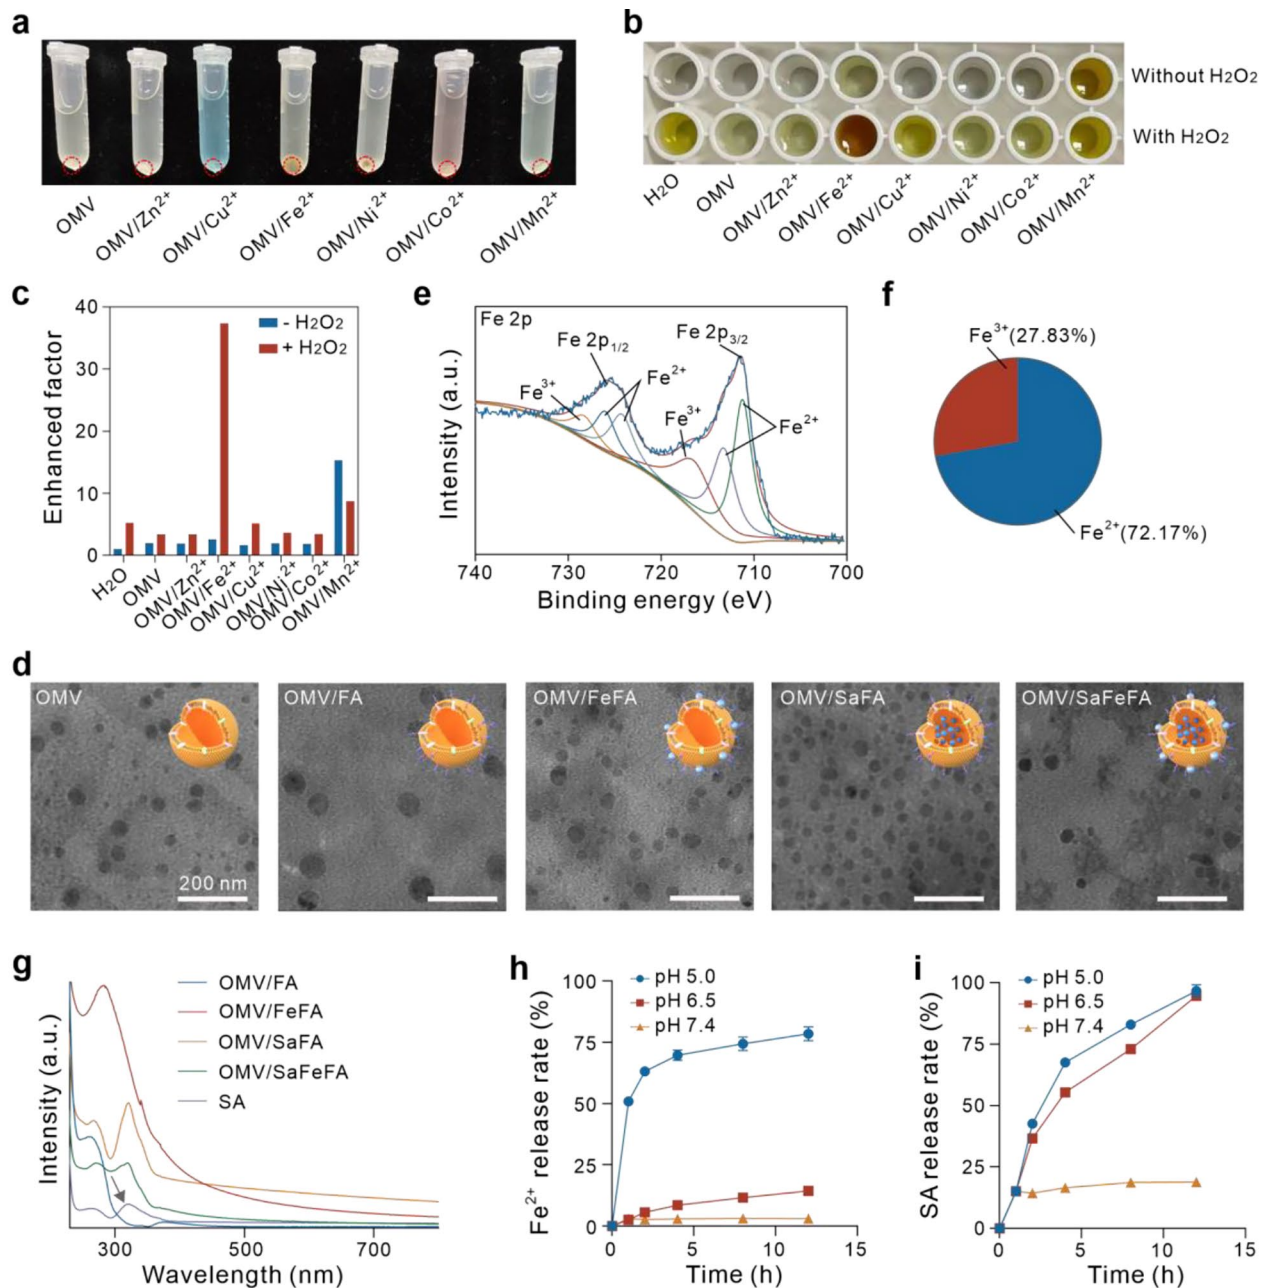 a
OMV
OMV/Zn²⁺
OMV/Cu²⁺
OMV/Fe²⁺
OMV/Ni²⁺
OMV/Co²⁺
OMV/Mn²⁺
b
Without H₂O₂
With H₂O₂
H₂O
OMV
OMV/Zn²⁺
OMV/Fe²⁺
OMV/Cu²⁺
OMV/Ni²⁺
OMV/Co²⁺
OMV/Mn²⁺
c
Enhanced factor
40
30
20
10
0
- H₂O₂
+ H₂O₂
H₂O
OMV
OMV/Zn²⁺
OMV/Fe²⁺
OMV/Cu²⁺
OMV/Ni²⁺
OMV/Co²⁺
OMV/Mn²⁺
e
Fe 2p
Fe 2p₁/₂
Fe 2p₃/₂
Fe³⁺
Fe²⁺
Fe³⁺
Fe²⁺
Intensity (a.u.)
740 730 720 710 700
Binding energy (eV)
f
Fe³⁺(27.83%)
Fe²⁺(72.17%)
d
OMV
OMV/FA
OMV/FeFA
OMV/SaFA
OMV/SaFeFA
200 nm
g
OMV/FA
OMV/FeFA
OMV/SaFA
OMV/SaFeFA
SA
Intensity (a.u.)
300 500 700
Wavelength (nm)
h
pH 5.0
pH 6.5
pH 7.4
Fe²⁺ release rate (%)
100
75
50
25
0
0 5 10 15
Time (h)
i
pH 5.0
pH 6.5
pH 7.4
SA release rate (%)
100
75
50
25
0
0 5 10 15
Time (h)